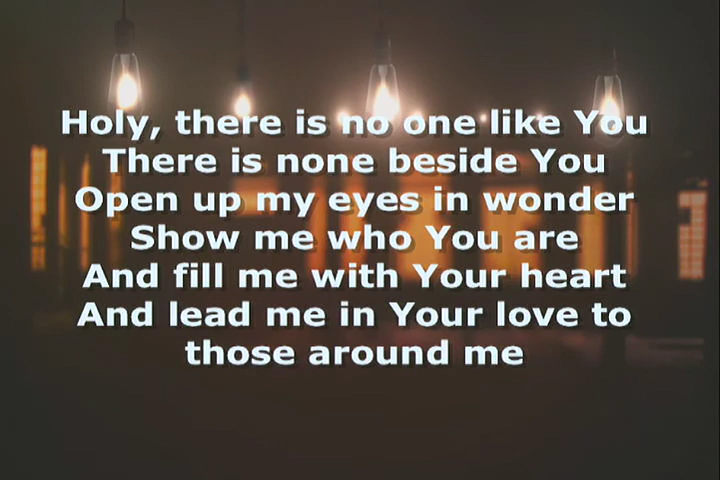 Holy, there is no one like You
There is none beside You
Open up my eyes in wonder
Show me who You are
And fill me with Your heart
And lead me in Your love to
those around me